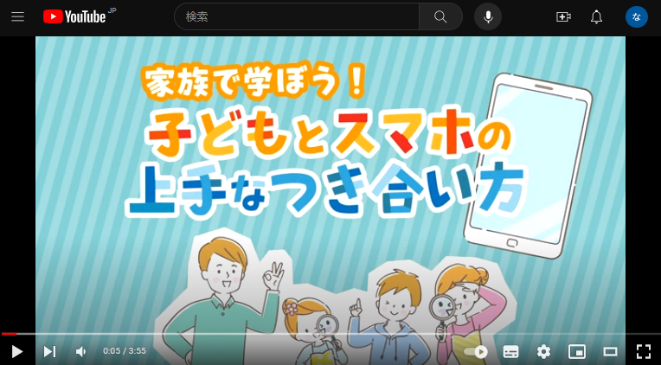 YouTube JP
検索
な
家族で学ぼう！
子どもとスマホの
上手なつき合い方
0:05 / 3:55